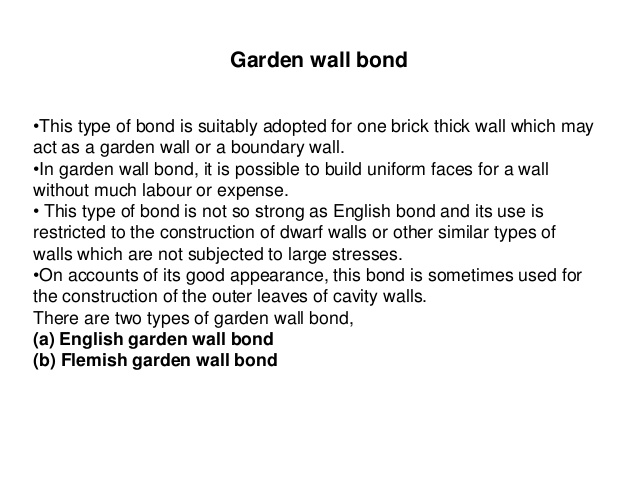 Garden wall bond
•This type of bond is suitably adopted for one brick thick wall which may
act as a garden wall or a boundary wall.
•In garden wall bond, it is possible to build uniform faces for a wall
without much labour or expense.
• This type of bond is not so strong as English bond and its use is
restricted to the construction of dwarf walls or other similar types of
walls which are not subjected to large stresses.
•On accounts of its good appearance, this bond is sometimes used for
the construction of the outer leaves of cavity walls.
There are two types of garden wall bond,
(a) English garden wall bond
(b) Flemish garden wall bond